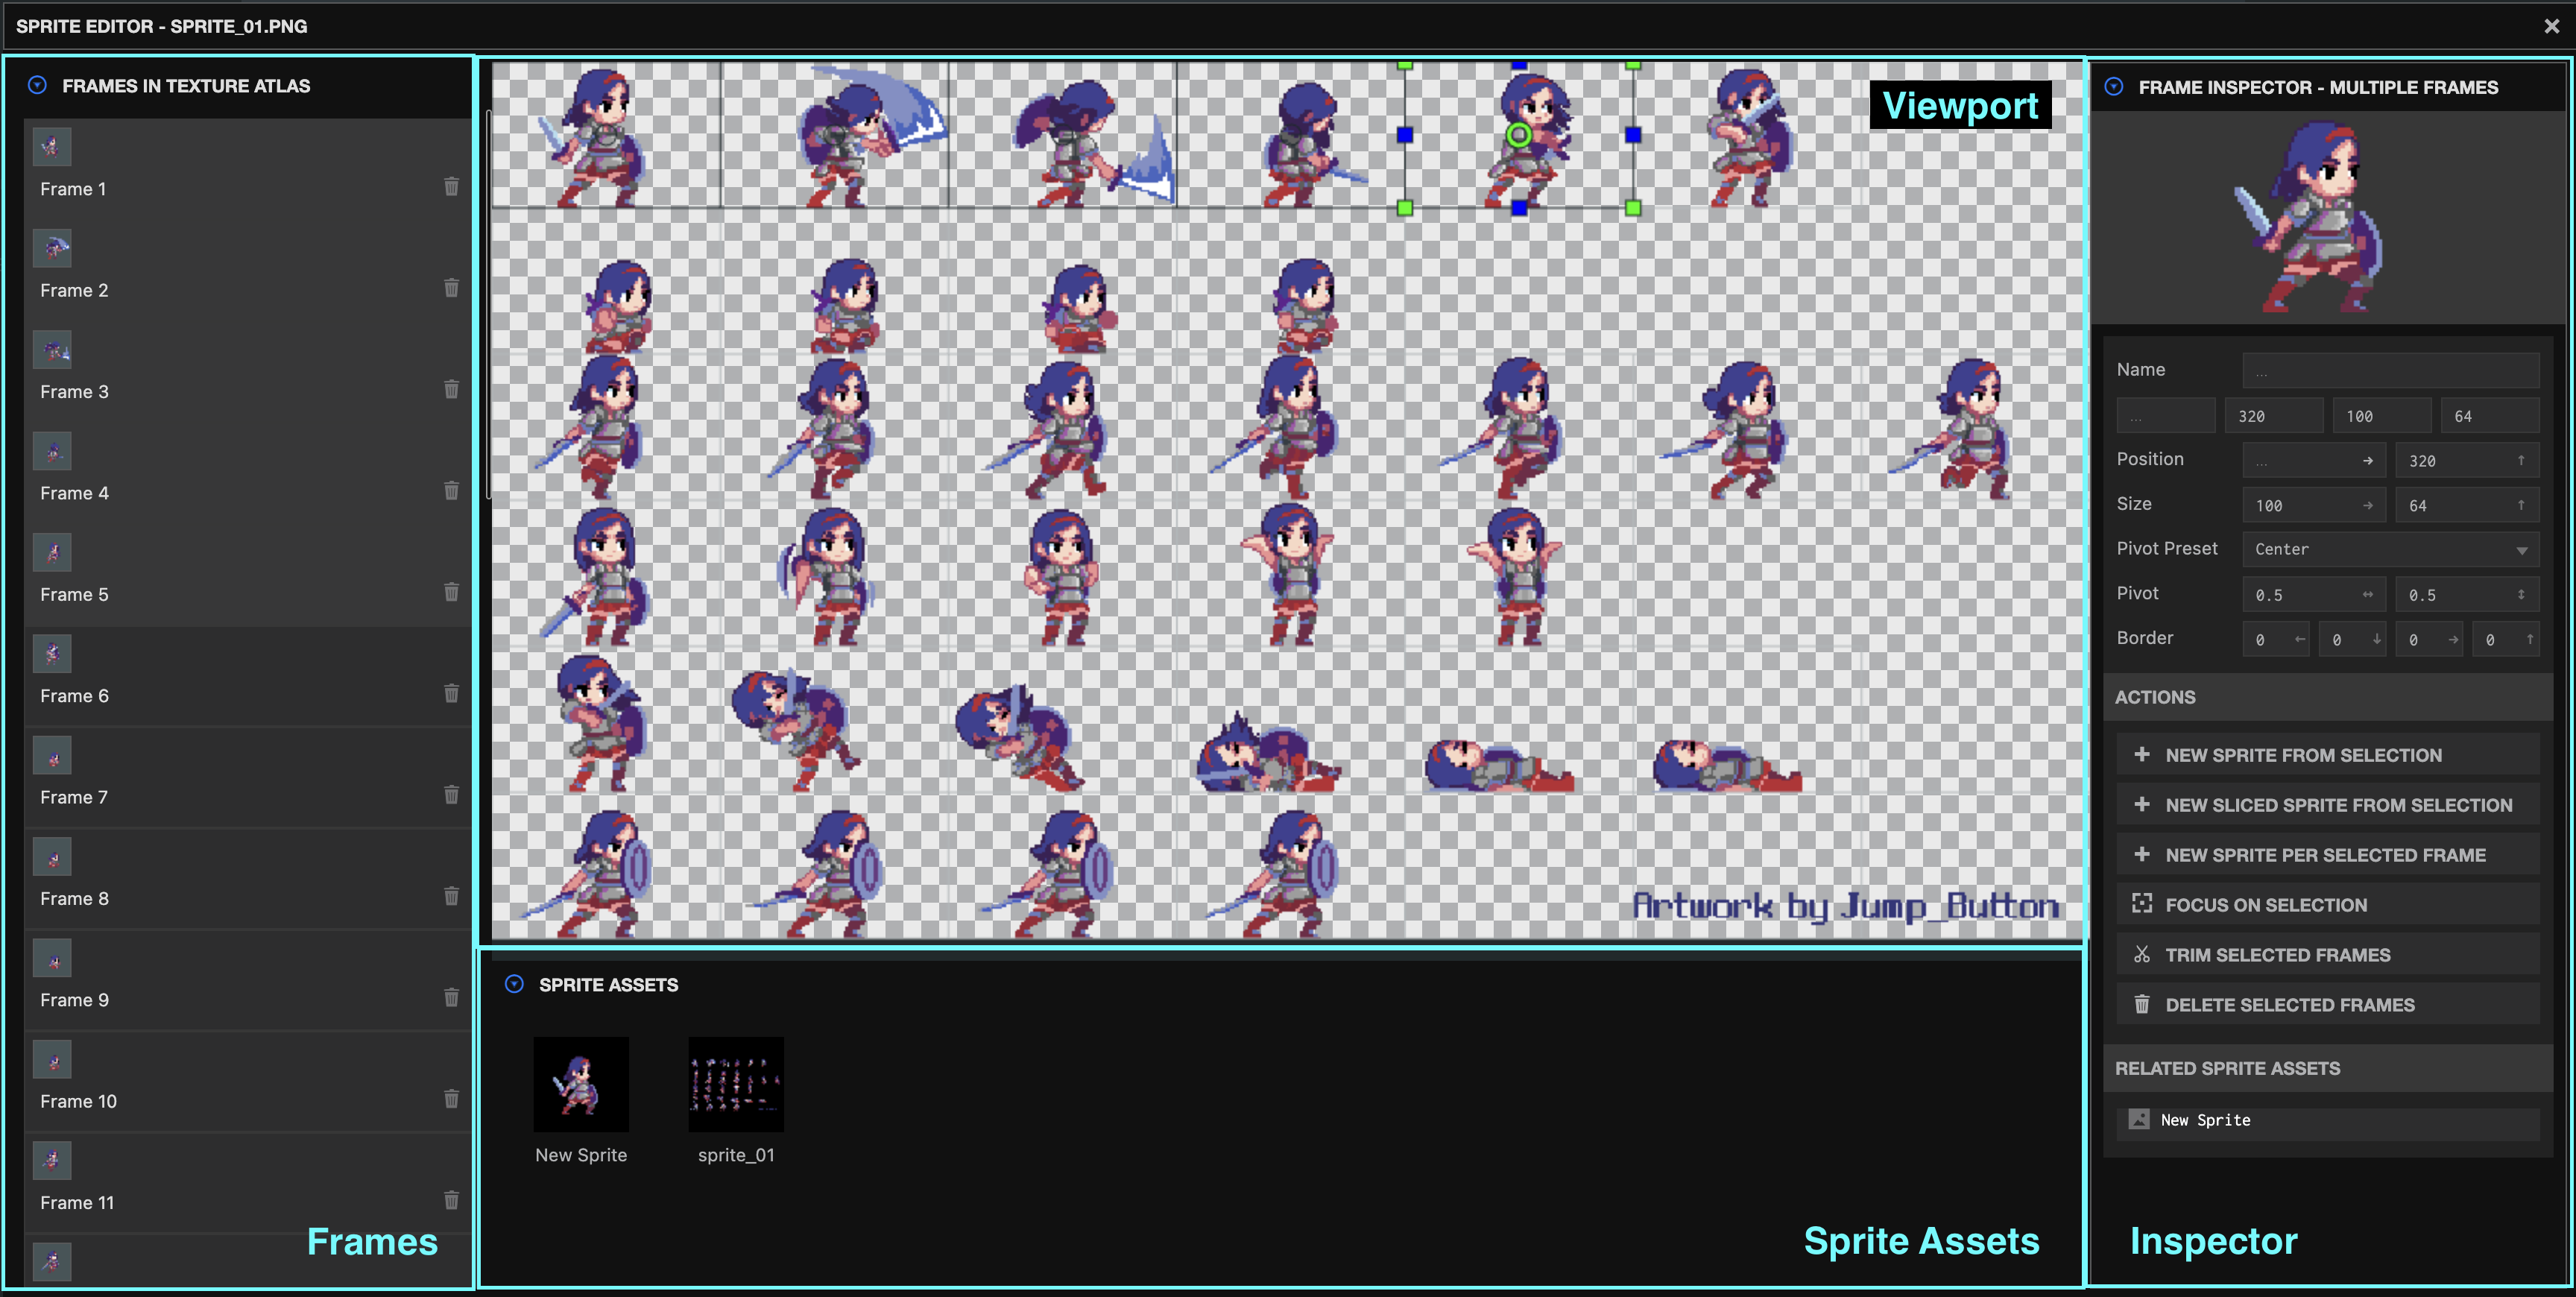 SPRITE EDITOR - SPRITE_01.PNG
FRAMES IN TEXTURE ATLAS
Frame 1
Frame 2
Frame 3
Frame 4
Frame 5
Frame 6
Frame 7
Frame 8
Frame 9
Frame 10
Frame 11
Frames
Viewport
Artwork by Jump_Button
SPRITE ASSETS
New Sprite
sprite_01
Sprite Assets
FRAME INSPECTOR - MULTIPLE FRAMES
Name ...
... 320 100 64
Position ... 320
Size 100 64
Pivot Preset Center
Pivot 0.5 0.5
Border 0 0 0 0
ACTIONS
NEW SPRITE FROM SELECTION
NEW SLICED SPRITE FROM SELECTION
NEW SPRITE PER SELECTED FRAME
FOCUS ON SELECTION
TRIM SELECTED FRAMES
DELETE SELECTED FRAMES
RELATED SPRITE ASSETS
New Sprite
Inspector